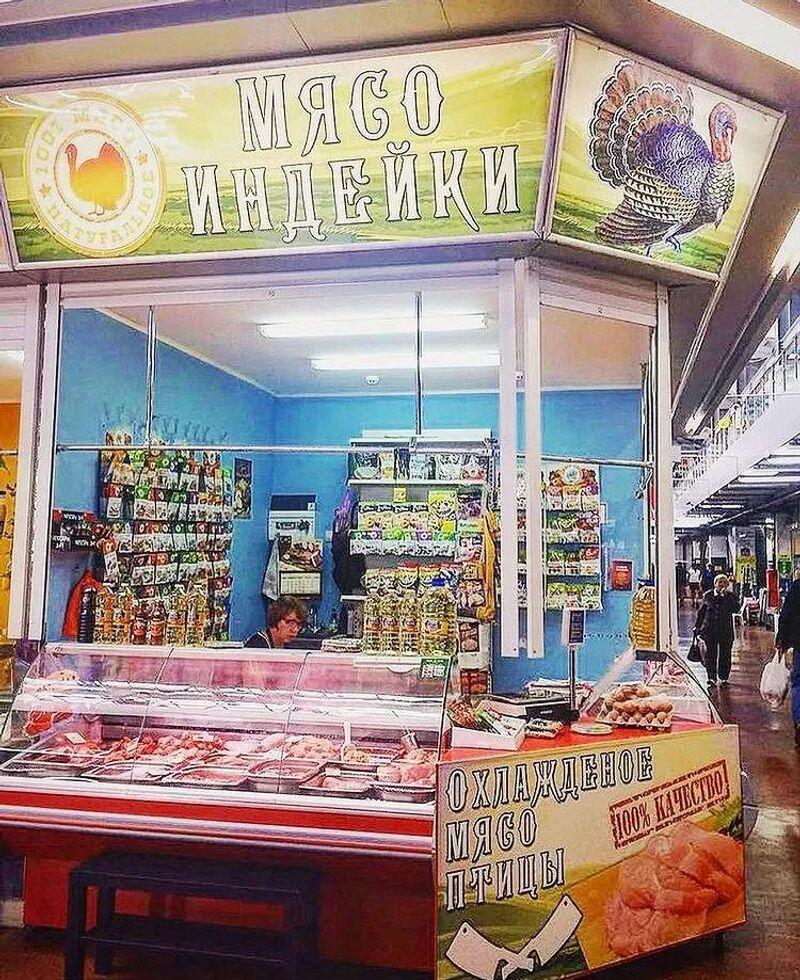 МЯСО
ИНДЕЙКИ
100% МЯСО
НАТУРАЛЬНОЕ
ОХЛАЖДЕНОЕ
МЯСО
ПТИЦЫ
100% КАЧЕСТВО